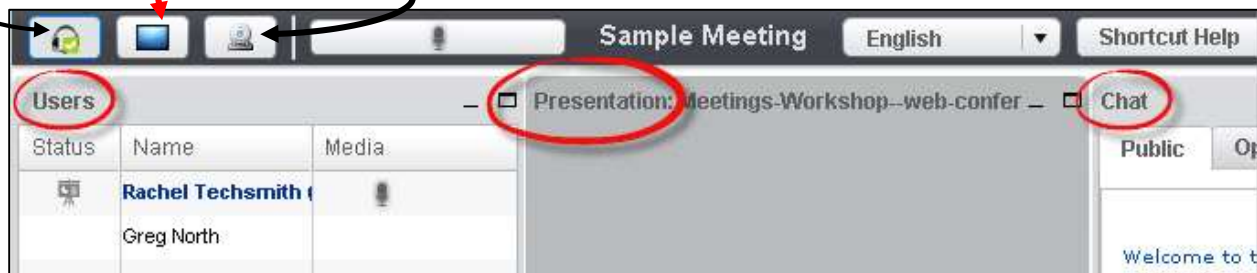 Sample Meeting English Shortcut Help
Users Presentation: Meetings-Workshop--web-confer Chat
Status Name Media Public
Rachel Techsmith (
Greg North
Welcome to t